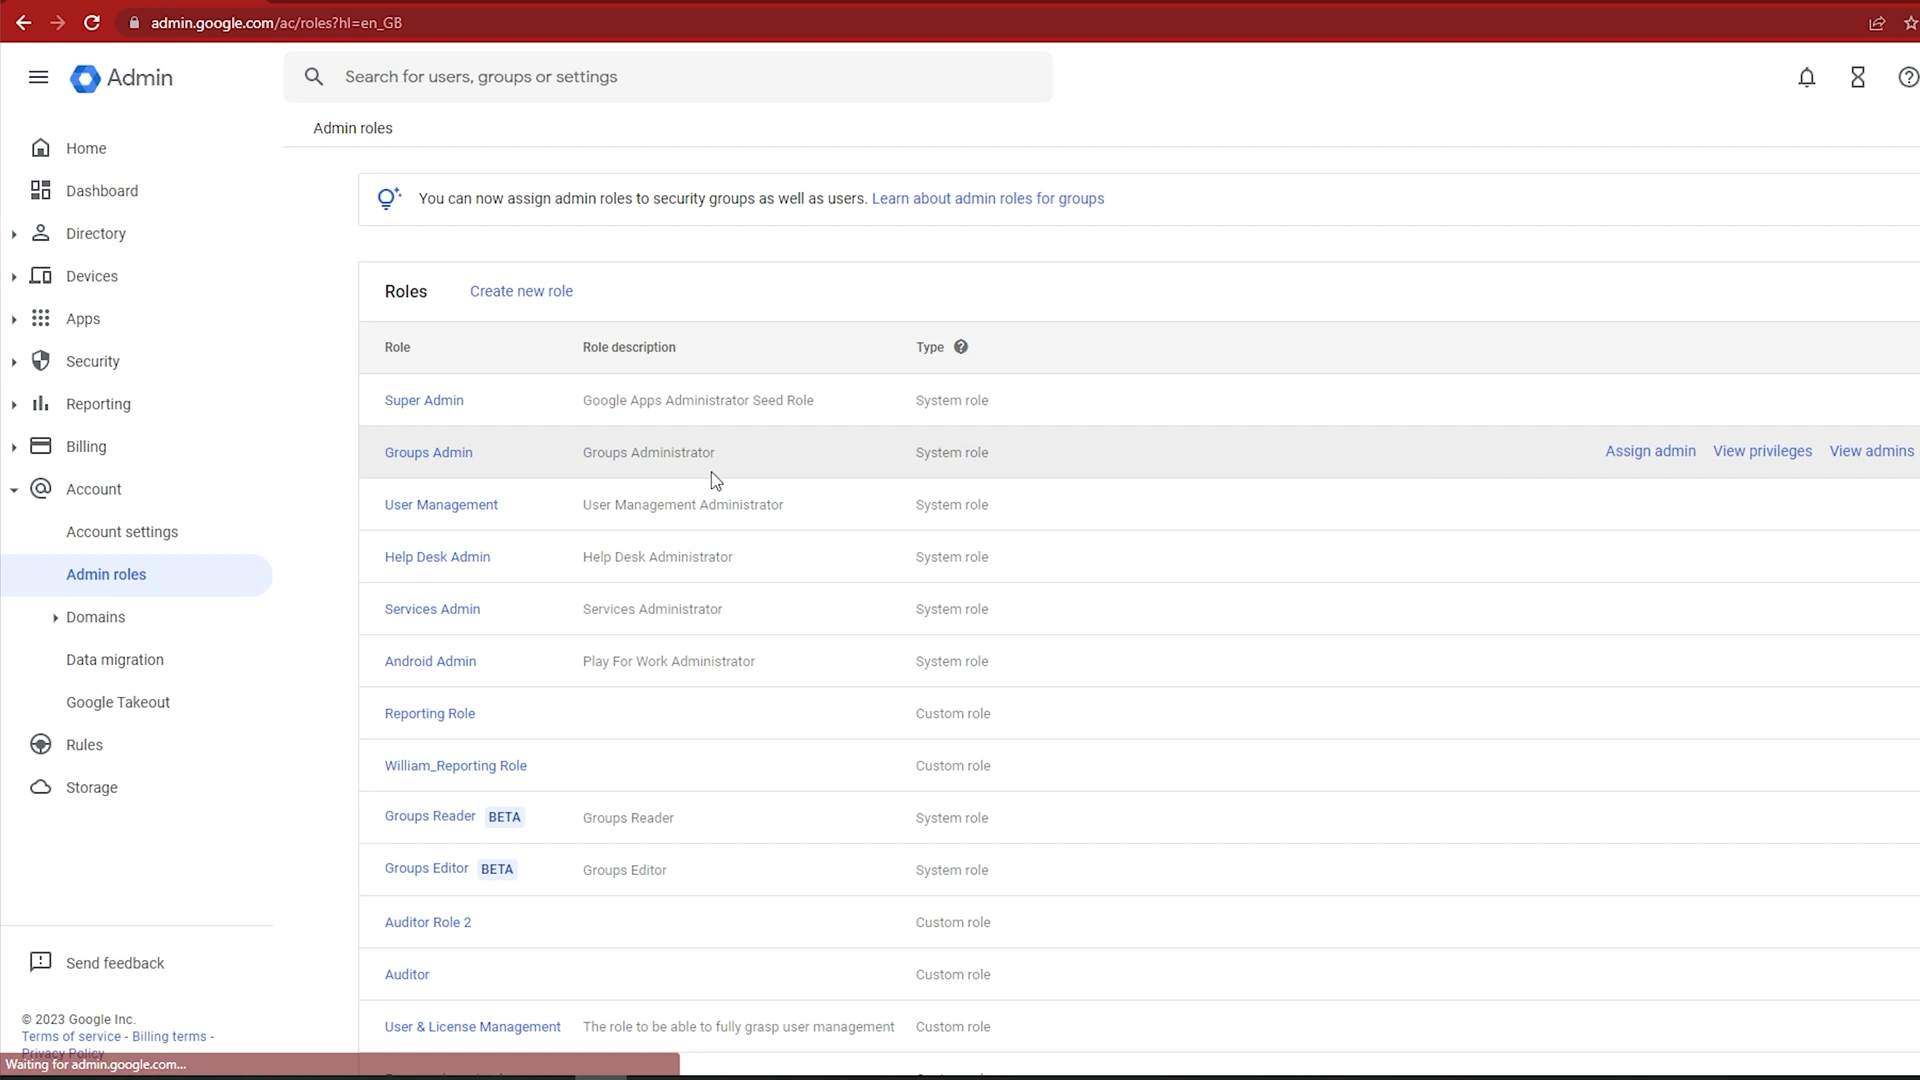 admin.google.com/ac/roles?hl=en_GB
Admin
Search for users, groups or settings
Admin roles
Home
Dashboard
Directory
Devices
Apps
Security
Reporting
Billing
Account
Account settings
Admin roles
Domains
Data migration
Google Takeout
Rules
Storage
Send feedback
© 2023 Google Inc.
Terms of service - Billing terms -
Privacy Policy
Waiting for admin.google.com...
You can now assign admin roles to security groups as well as users. Learn about admin roles for groups
Roles Create new role
Role Role description Type
Super Admin Google Apps Administrator Seed Role System role
Groups Admin Groups Administrator System role Assign admin View privileges View admins
User Management User Management Administrator System role
Help Desk Admin Help Desk Administrator System role
Services Admin Services Administrator System role
Android Admin Play For Work Administrator System role
Reporting Role Custom role
William_Reporting Role Custom role
Groups Reader BETA Groups Reader System role
Groups Editor BETA Groups Editor System role
Auditor Role 2 Custom role
Auditor Custom role
User & License Management The role to be able to fully grasp user management Custom role